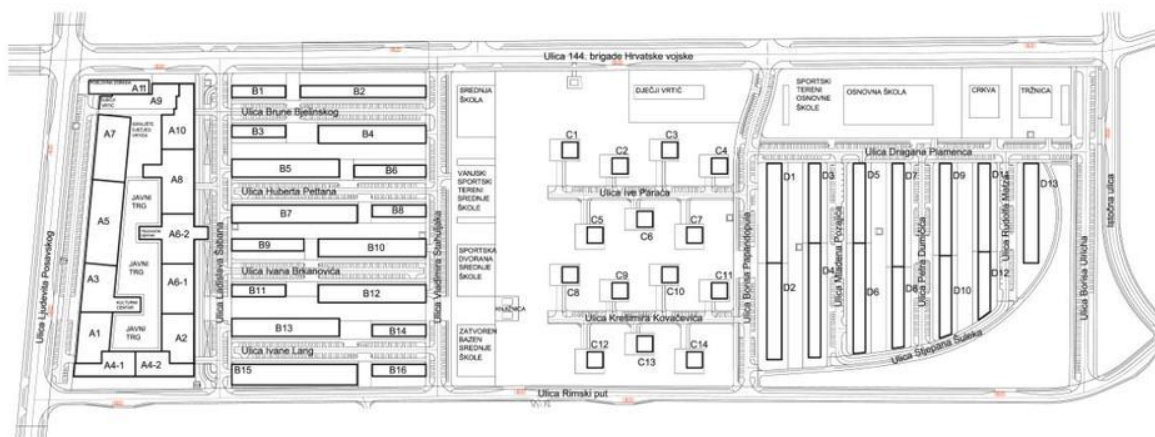 Ulica 144. brigade Hrvatske vojske
A11
A9
VRTIĆ
A7
A10
A8
JAVNI
TRG
A5
A6-2
JAVNI
TRG
A3
A6-1
KULTURNI
CENTAR
A1
JAVNI
TRG
A2
A4-1
A4-2
Ulica Ljudevita Posavskog
Ulica Ladislava Šabana
B1
B2
Ulica Brune Bjelinskog
B3
B4
B5
B6
Ulica Huberta Pettana
B7
B8
B9
B10
Ulica Ivana Brkanovića
B11
B12
B13
B14
Ulica Ivane Lang
B15
B16
Ulica Vladimira Stahuljaka
SREDNJA
ŠKOLA
VANJSKI
SPORTSKI
TERENI
SREDNJE
ŠKOLE
SPORTSKA
DVORANA
SREDNJE
ŠKOLE
KNJIŽNICA
ZATVOREN
BAZEN
SREDNJE
ŠKOLE
DJEČJI VRTIĆ
C1
C2
C3
C4
Ulica Ive Paraća
C5
C6
C7
C8
C9
C10
C11
Ulica Krešimira Kovačevića
C12
C13
C14
Ulica Rimski put
Ulica Borisa Papandopula
SPORTSKI
TERENI
OSNOVNE
ŠKOLE
OSNOVNA ŠKOLA
CRKVA
TRŽNICA
Ulica Dragana Plamenca
D1
D2
D3
D4
Ulica Mladena Pozajića
D5
D6
D7
D8
Ulica Petra Dumičića
D9
D10
D11
D12
Ulica Rudolfa Matza
D13
Ulica Stjepana Šuleka
Ulica Borisa Ulricha
Istočna ulica